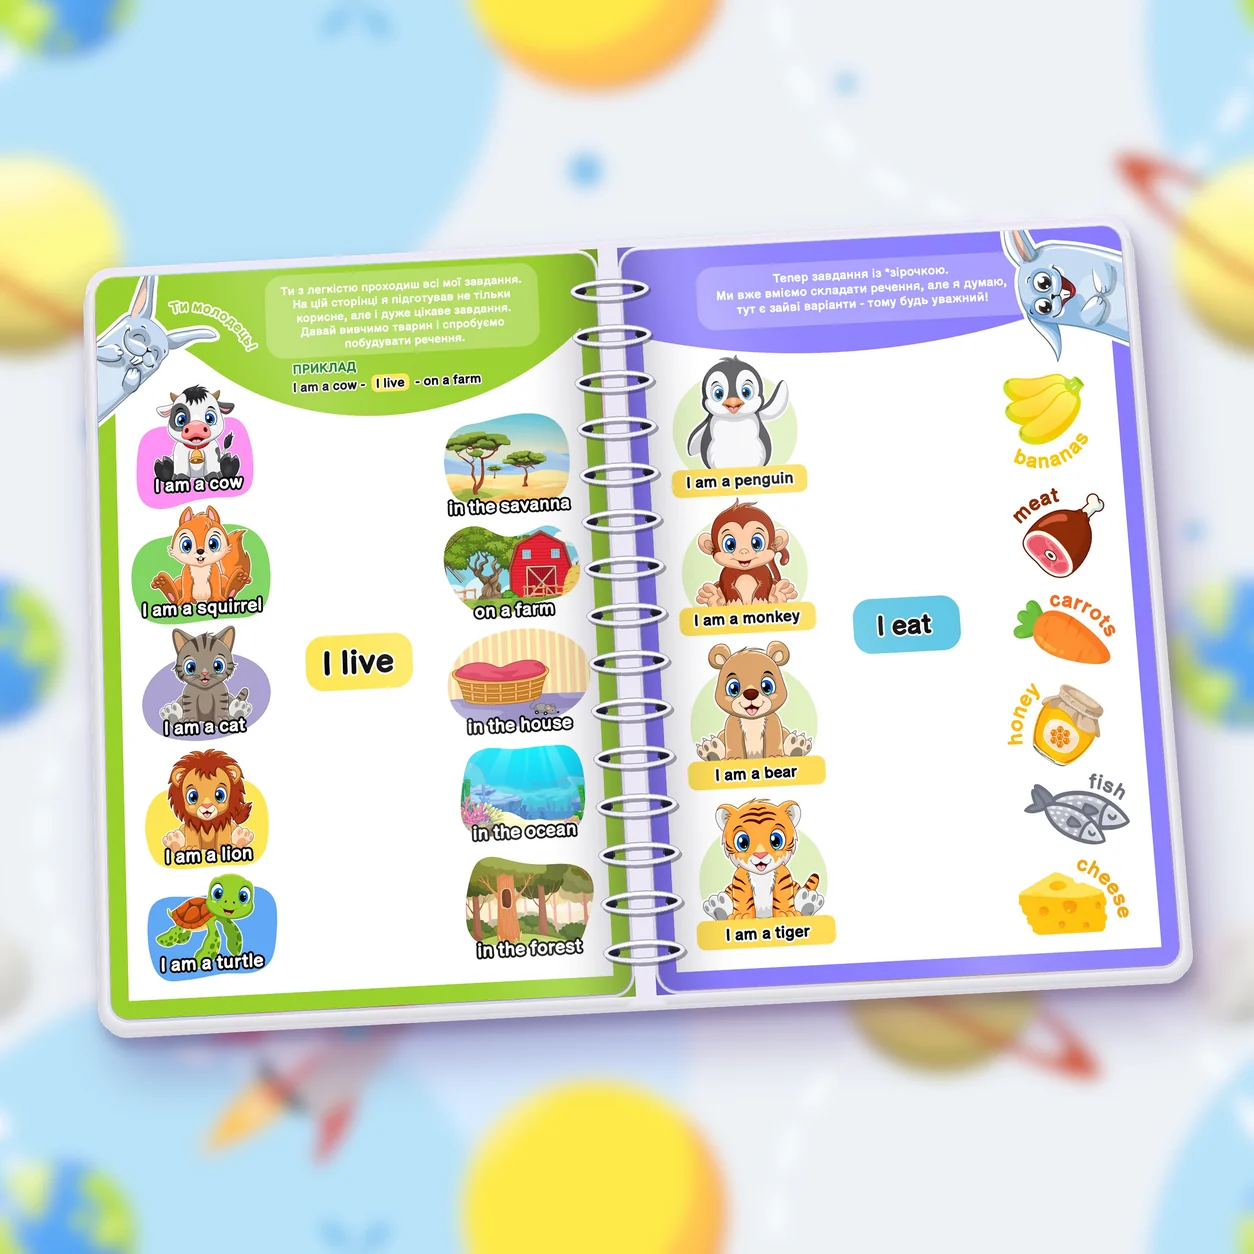 Ти молодець!
Ти з легкістю проходиш всі мої завдання.
На цій сторінці я підготував не тільки
корисне, але і дуже цікаве завдання.
Давай вивчимо тварин і спробуємо
побудувати речення.
ПРИКЛАД
I am a cow - I live - on a farm
I am a cow
I am a squirrel
I am a cat
I am a lion
I am a turtle
I live
in the savanna
on a farm
in the house
in the ocean
in the forest
Тепер завдання із *зірочкою.
Ми вже вміємо складати речення, але я думаю,
тут є зайві варіанти - тому будь уважний!
I am a penguin
I am a monkey
I am a bear
I am a tiger
I eat
bananas
meat
carrots
honey
fish
cheese